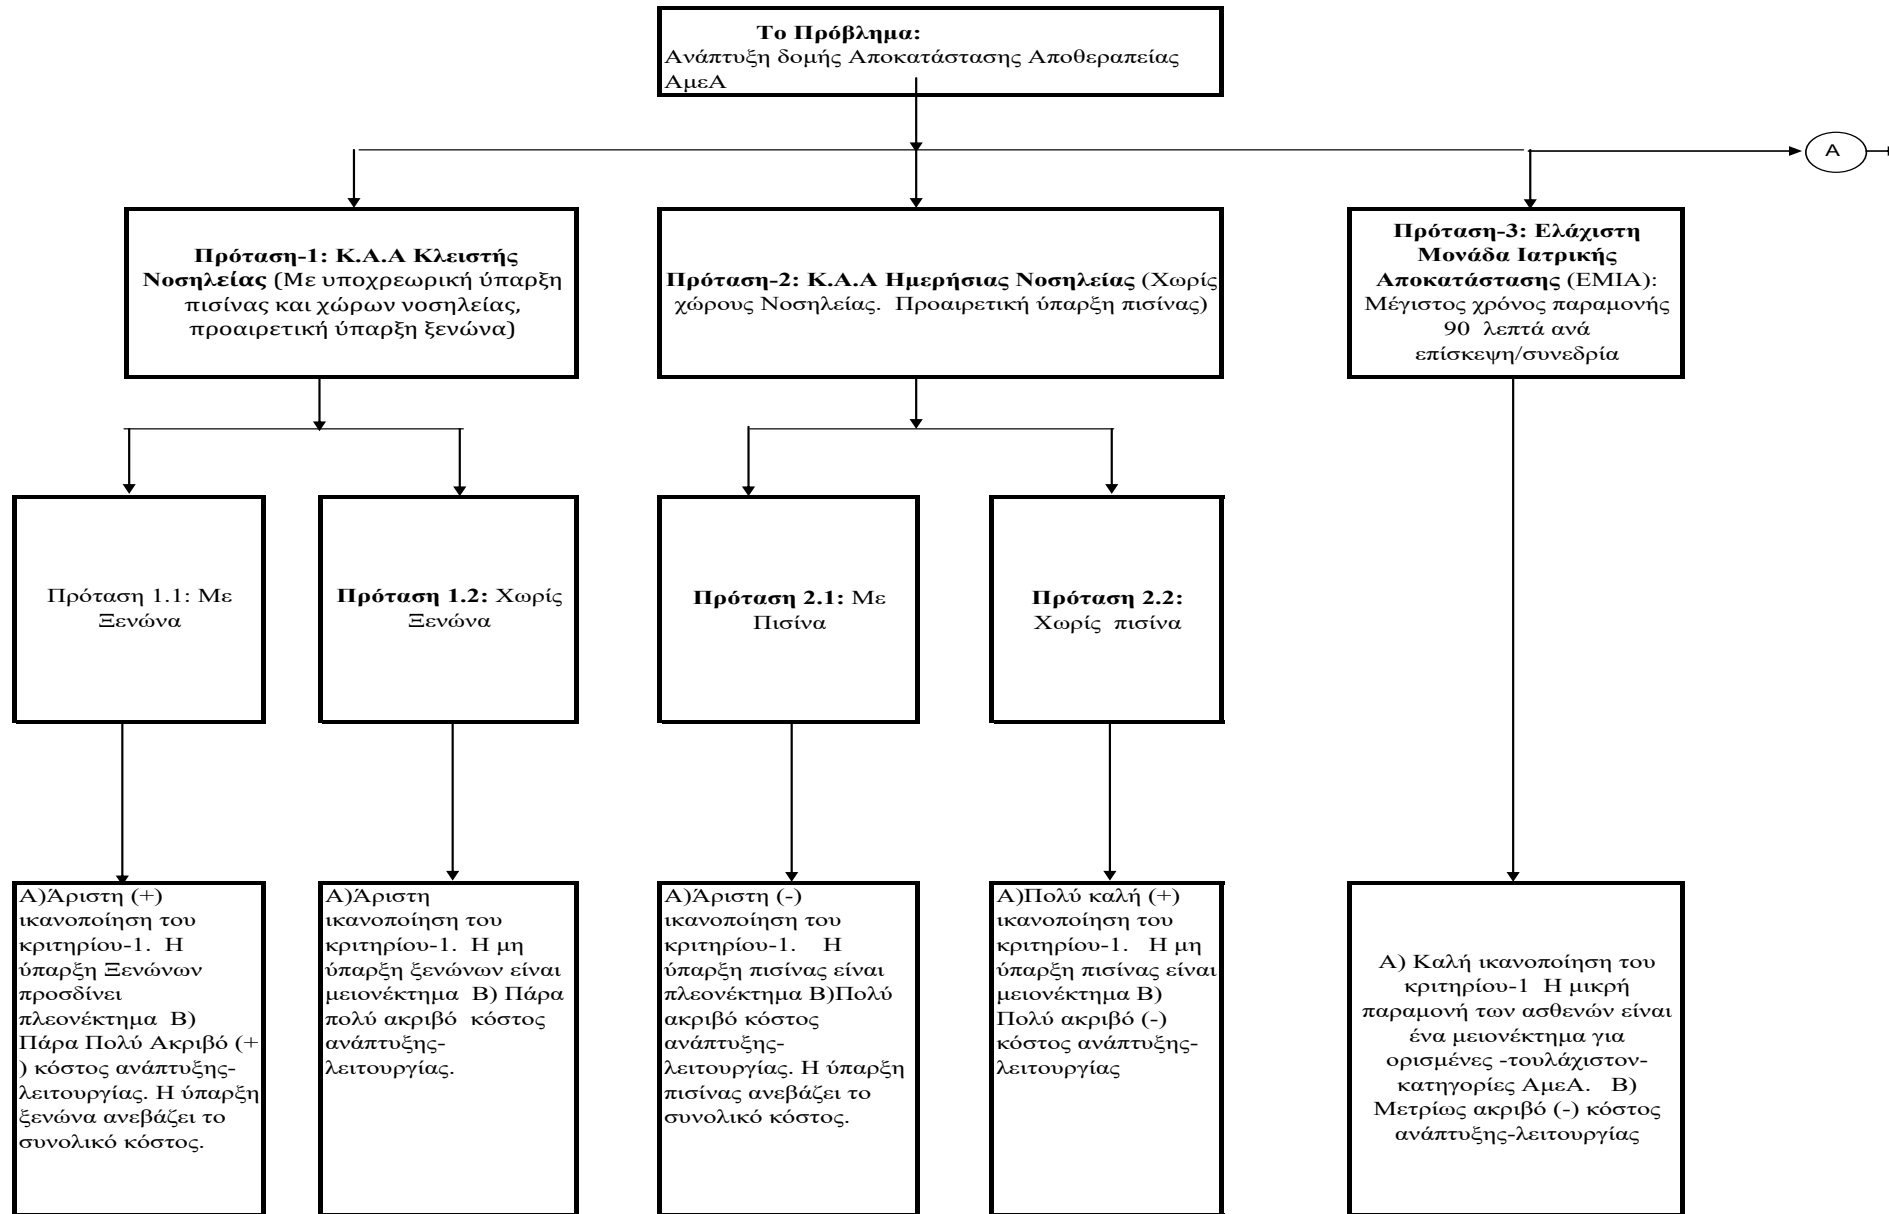 Το Πρόβλημα:
Ανάπτυξη δομής Αποκατάστασης Αποθεραπείας
ΑμεΑ
A
Πρόταση-1: Κ.Α.Α Κλειστής
Νοσηλείας (Με υποχρεωρική ύπαρξη
πισίνας και χώρων νοσηλείας,
προαιρετική ύπαρξη ξενώνα)
Πρόταση-2: Κ.Α.Α Ημερήσιας Νοσηλείας (Χωρίς
χώρους Νοσηλείας. Προαιρετική ύπαρξη πισίνας)
Πρόταση-3: Ελάχιστη
Μονάδα Ιατρικής
Αποκατάστασης (ΕΜΙΑ):
Μέγιστος χρόνος παραμονής
90 λεπτά ανά
επίσκεψη/συνεδρία
Πρόταση 1.1: Με
Ξενώνα
Πρόταση 1.2: Χωρίς
Ξενώνα
Πρόταση 2.1: Με
Πισίνα
Πρόταση 2.2:
Χωρίς πισίνα
Α)Άριστη (+)
ικανοποίηση του
κριτηρίου-1. Η
ύπαρξη Ξενώνων
προσδίνει
πλεονέκτημα Β)
Πάρα Πολύ Ακριβό (+
) κόστος ανάπτυξης-
λειτουργίας. Η ύπαρξη
ξενώνα ανεβάζει το
συνολικό κόστος.
Α)Άριστη
ικανοποίηση του
κριτηρίου-1. Η μη
ύπαρξη ξενώνων είναι
μειονέκτημα Β) Πάρα
πολύ ακριβό κόστος
ανάπτυξης-
λειτουργίας.
Α)Άριστη (-)
ικανοποίηση του
κριτηρίου-1. Η
ύπαρξη πισίνας είναι
πλεονέκτημα Β)Πολύ
ακριβό κόστος
ανάπτυξης-
λειτουργίας. Η ύπαρξη
πισίνας ανεβάζει το
συνολικό κόστος.
Α)Πολύ καλή (+)
ικανοποίηση του
κριτηρίου-1. Η μη
ύπαρξη πισίνας είναι
μειονέκτημα Β)
Πολύ ακριβό (-)
κόστος ανάπτυξης-
λειτουργίας
Α) Καλή ικανοποίηση του
κριτηρίου-1 Η μικρή
παραμονή των ασθενών είναι
ένα μειονέκτημα για
ορισμένες -τουλάχιστον-
κατηγορίες ΑμεΑ. Β)
Μετρίως ακριβό (-) κόστος
ανάπτυξης-λειτουργίας